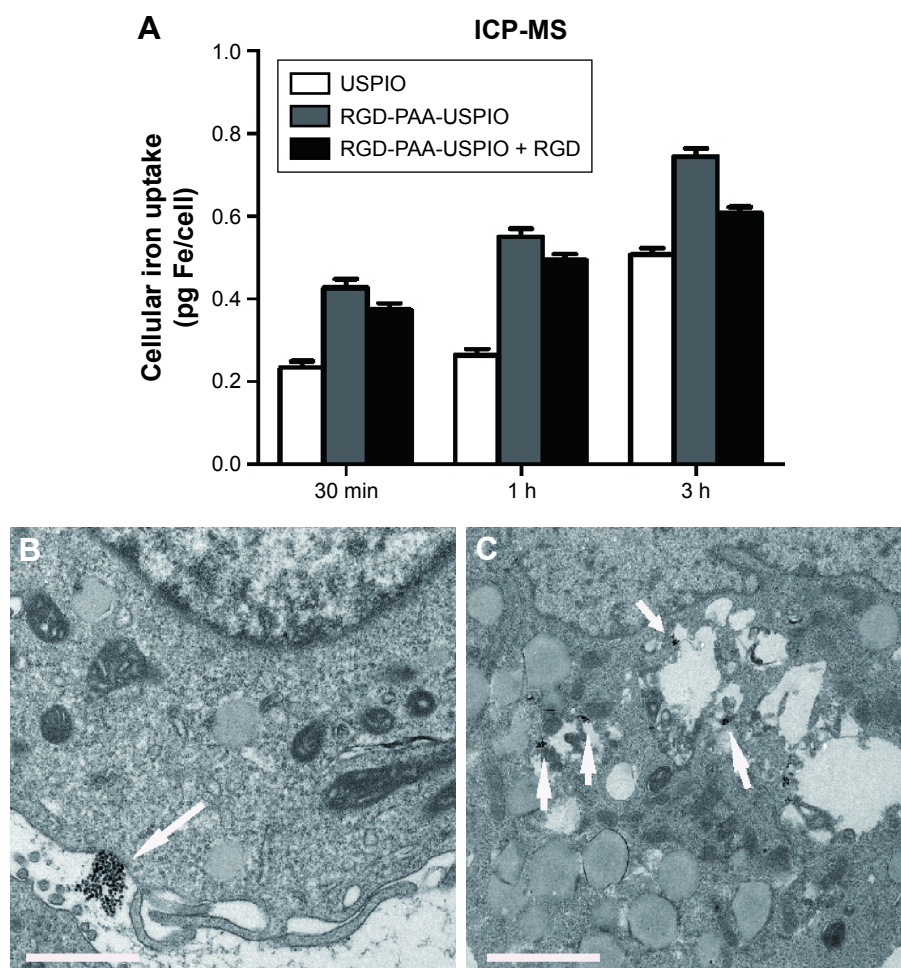 A
ICP-MS
1.0
USPIO
RGD-PAA-USPIO
RGD-PAA-USPIO + RGD
0.8
0.6
0.4
0.2
0.0
Cellular iron uptake
(pg Fe/cell)
30 min
1 h
3 h
B
C